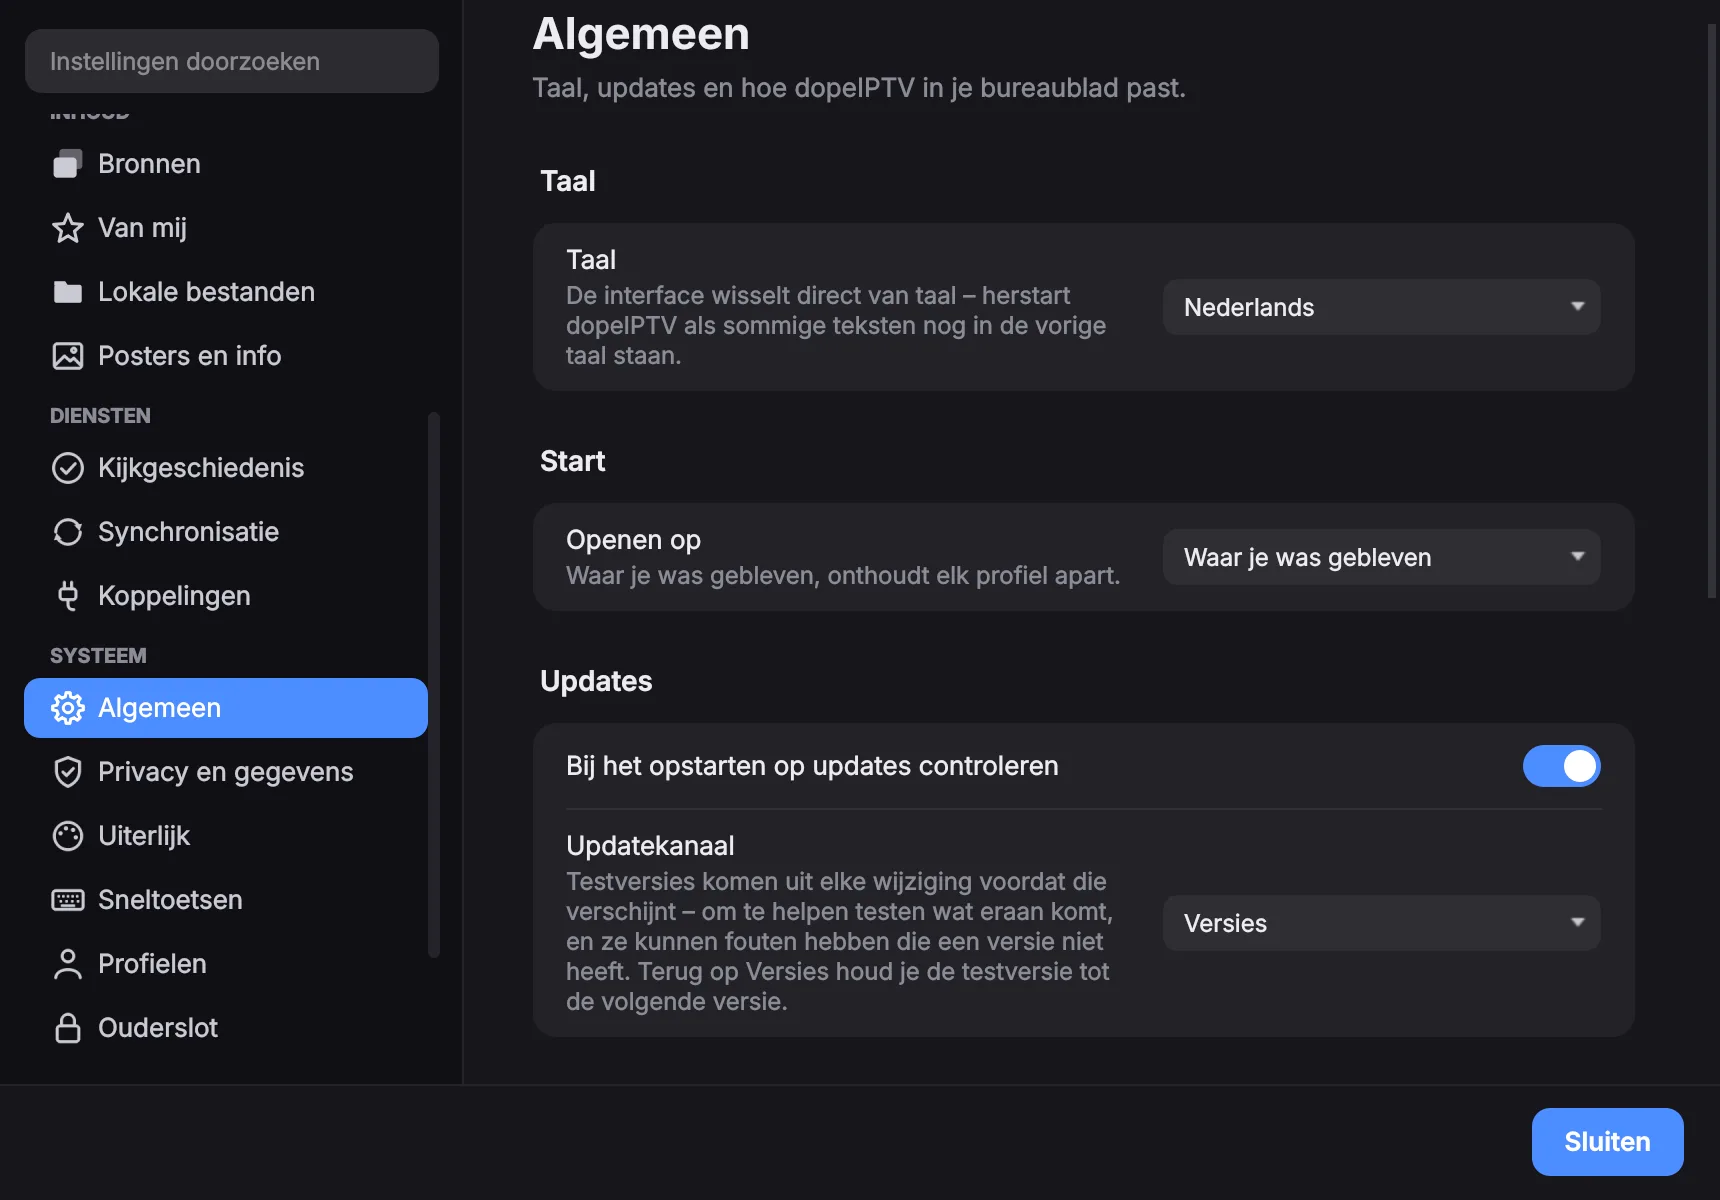 Instellingen doorzoeken
INHOUD
Bronnen
Van mij
Lokale bestanden
Posters en info
DIENSTEN
Kijkgeschiedenis
Synchronisatie
Koppelingen
SYSTEEM
Algemeen
Privacy en gegevens
Uiterlijk
Sneltoetsen
Profielen
Ouderslot
Algemeen
Taal, updates en hoe dopeIPTV in je bureaublad past.
Taal
Taal
De interface wisselt direct van taal – herstart
dopeIPTV als sommige teksten nog in de vorige
taal staan.
Nederlands
Start
Openen op
Waar je was gebleven, onthoudt elk profiel apart.
Waar je was gebleven
Updates
Bij het opstarten op updates controleren
Updatekanaal
Testversies komen uit elke wijziging voordat die
verschijnt – om te helpen testen wat eraan komt,
en ze kunnen fouten hebben die een versie niet
heeft. Terug op Versies houd je de testversie tot
de volgende versie.
Versies
Sluiten